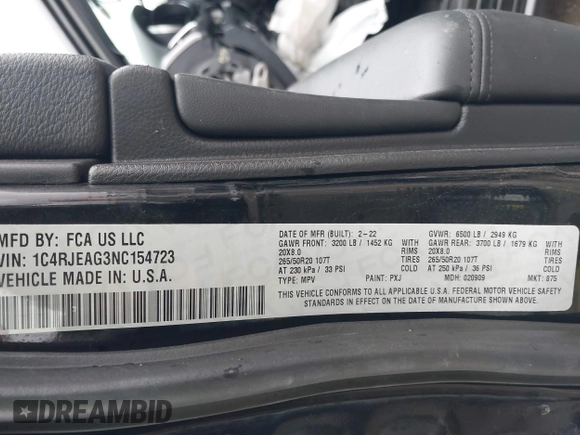 MFD BY: FCA US LLC
VIN: 1C4RJEAG3NC154723
VEHICLE MADE IN: U.S.A.
DATE OF MFR (BUILT): 2-22
GVWR: 6500 LB / 2949 KG
GAWR FRONT: 3200 LB / 1452 KG WITH
GAWR REAR: 3700 LB / 1679 KG WITH
20X8.0 RIMS
20X8.0 RIMS
265/50R20 107T TIRES
265/50R20 107T TIRES
AT 230 kPa / 33 PSI
AT 250 kPa / 36 PSI
TYPE: MPV PAINT: PXJ MDH: 020909 MKT: 875
THIS VEHICLE CONFORMS TO ALL APPLICABLE U.S.A. FEDERAL MOTOR VEHICLE SAFETY
STANDARDS IN EFFECT ON THE DATE OF MANUFACTURE SHOWN ABOVE.
DREAMBID